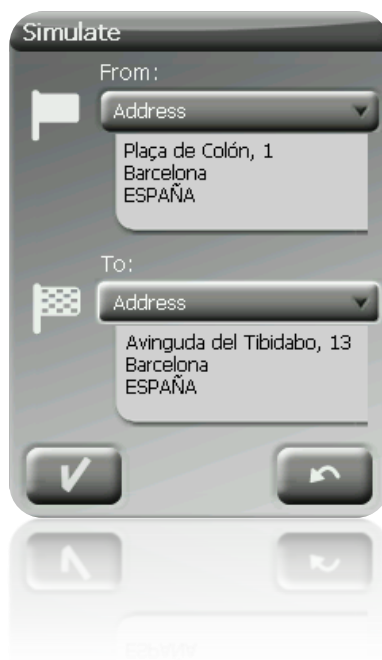 Simulate
From:
Address
Plaça de Colón, 1
Barcelona
ESPAÑA
To:
Address
Avinguda del Tibidabo, 13
Barcelona
ESPAÑA